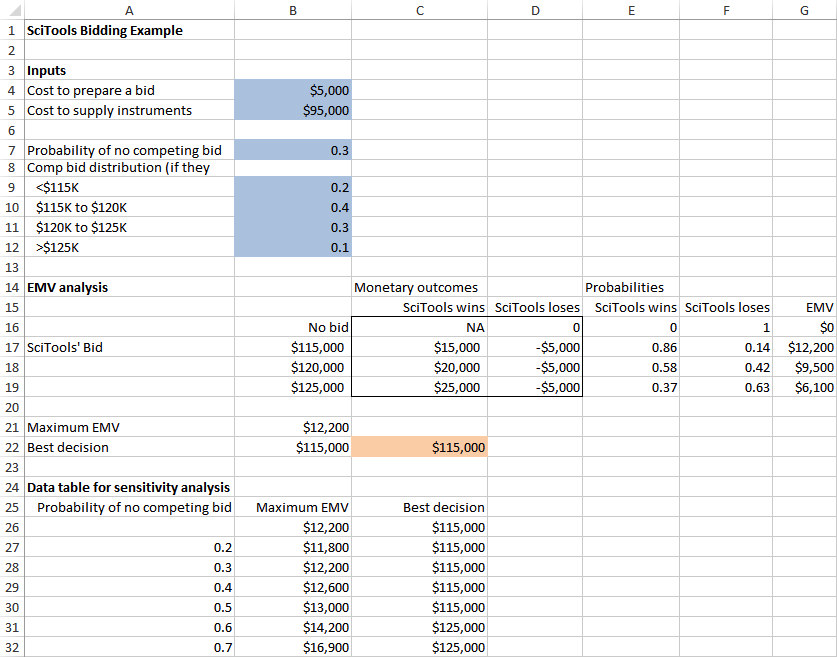 A B C D E F G
1 SciTools Bidding Example
2
3 Inputs
4 Cost to prepare a bid $5,000
5 Cost to supply instruments $95,000
6
7 Probability of no competing bid 0.3
8 Comp bid distribution (if they
9 <$115K 0.2
10 $115K to $120K 0.4
11 $120K to $125K 0.3
12 >$125K 0.1
13
14 EMV analysis Monetary outcomes Probabilities
15 SciTools wins SciTools loses SciTools wins SciTools loses EMV
16 No bid NA 0 0 1 $0
17 SciTools' Bid $115,000 $15,000 -$5,000 0.86 0.14 $12,200
18 $120,000 $20,000 -$5,000 0.58 0.42 $9,500
19 $125,000 $25,000 -$5,000 0.37 0.63 $6,100
20
21 Maximum EMV $12,200
22 Best decision $115,000 $115,000
23
24 Data table for sensitivity analysis
25 Probability of no competing bid Maximum EMV Best decision
26 $12,200 $115,000
27 0.2 $11,800 $115,000
28 0.3 $12,200 $115,000
29 0.4 $12,600 $115,000
30 0.5 $13,000 $115,000
31 0.6 $14,200 $125,000
32 0.7 $16,900 $125,000